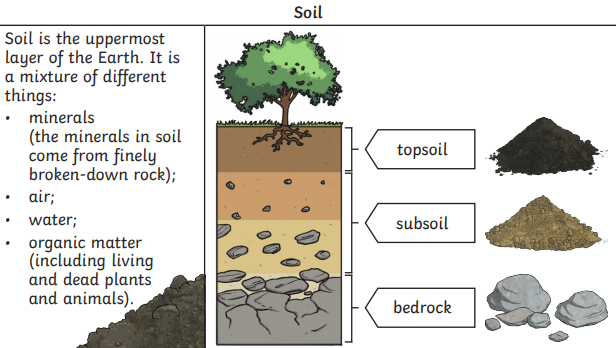 Soil
Soil is the uppermost
layer of the Earth. It is
a mixture of different
things:
• minerals
(the minerals in soil
come from finely
broken-down rock);
• air;
• water;
• organic matter
(including living
and dead plants
and animals).
topsoil
subsoil
bedrock